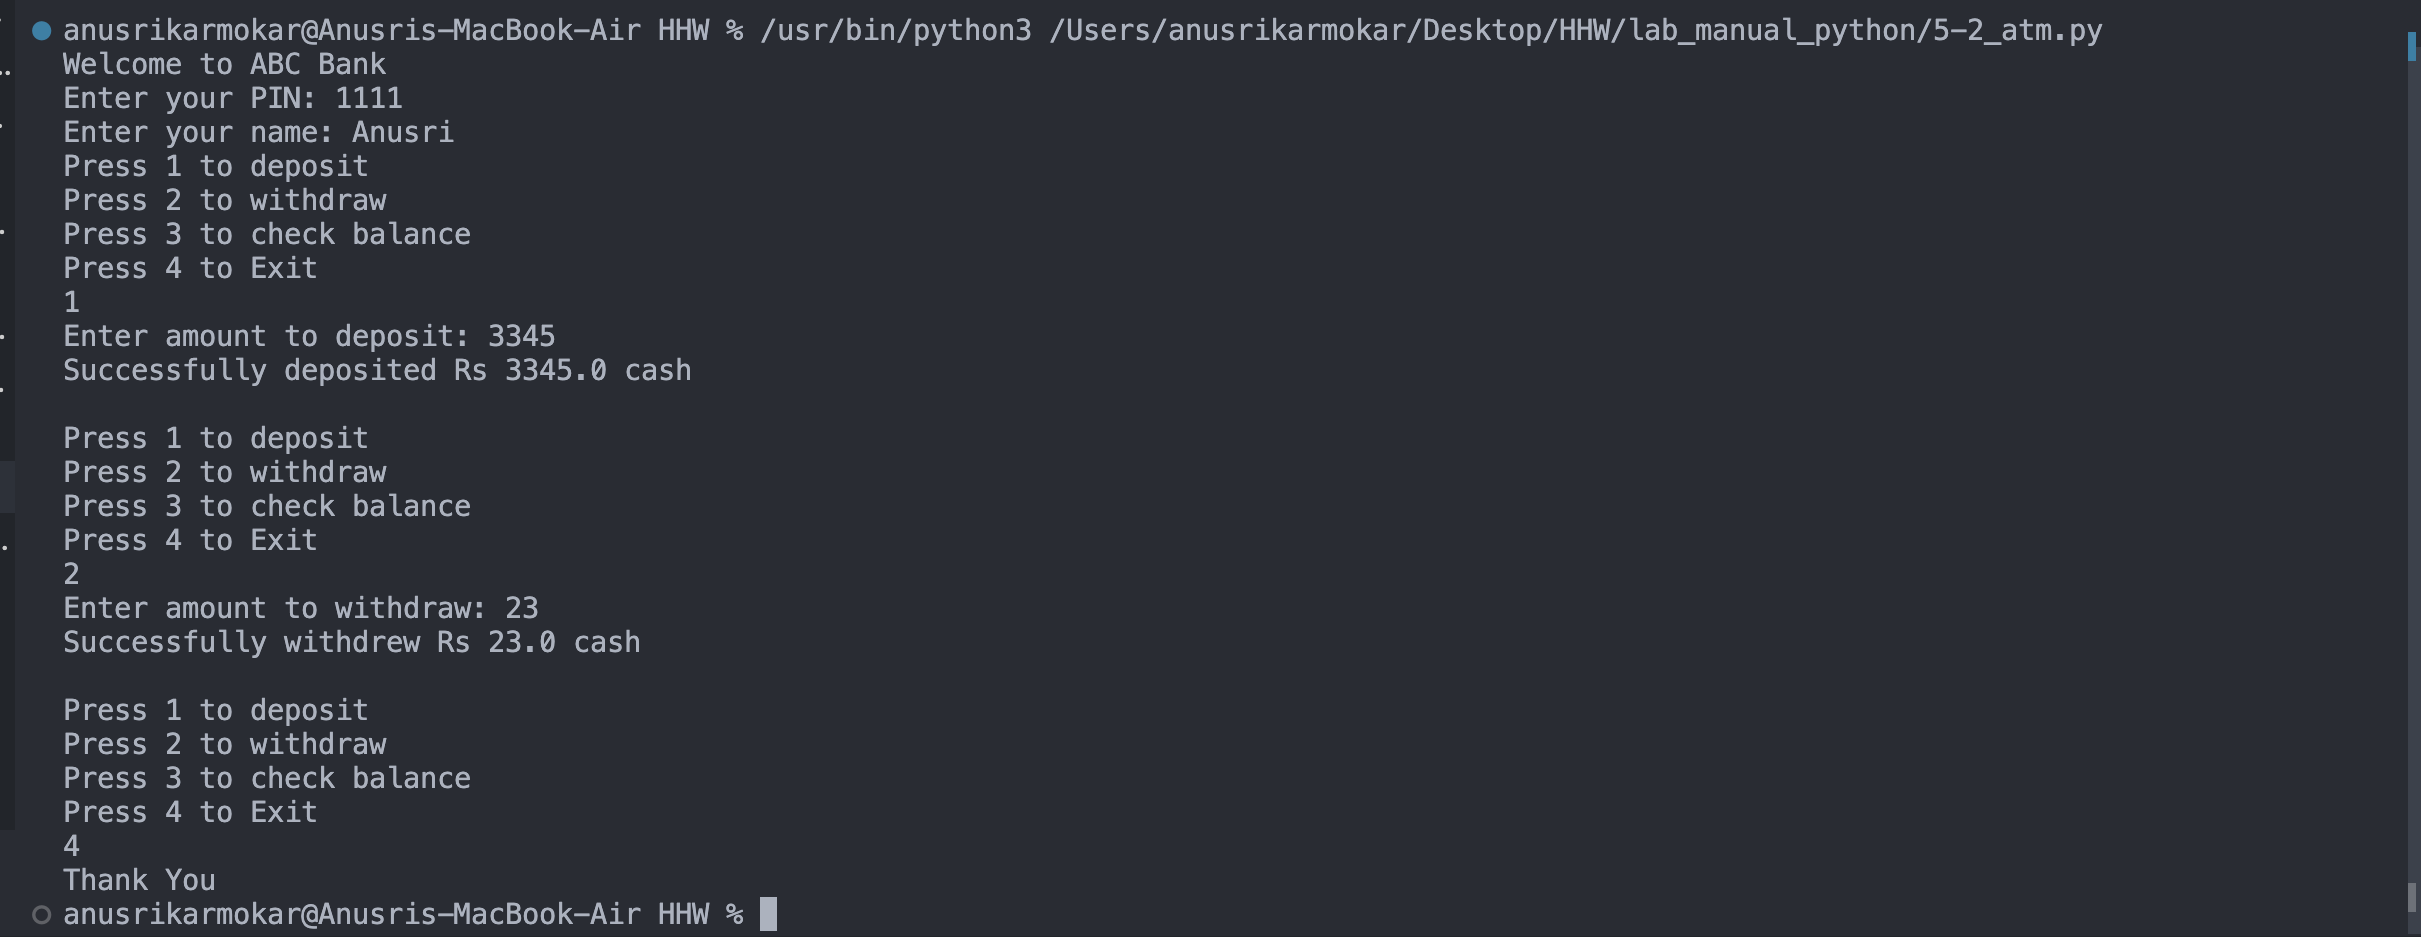 anusrikarmokar@Anusris-MacBook-Air HHW % /usr/bin/python3 /Users/anusrikarmokar/Desktop/HHW/lab_manual_python/5-2_atm.py
Welcome to ABC Bank
Enter your PIN: 1111
Enter your name: Anusri
Press 1 to deposit
Press 2 to withdraw
Press 3 to check balance
Press 4 to Exit
1
Enter amount to deposit: 3345
Successfully deposited Rs 3345.0 cash
Press 1 to deposit
Press 2 to withdraw
Press 3 to check balance
Press 4 to Exit
2
Enter amount to withdraw: 23
Successfully withdrew Rs 23.0 cash
Press 1 to deposit
Press 2 to withdraw
Press 3 to check balance
Press 4 to Exit
4
Thank You
anusrikarmokar@Anusris-MacBook-Air HHW %